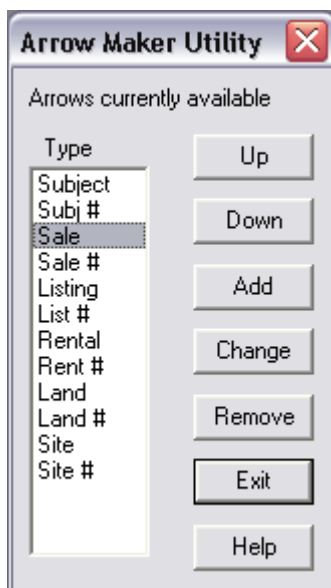 Arrow Maker Utility
Arrows currently available
Type
Subject
Subj #
Sale
Sale #
Listing
List #
Rental
Rent #
Land
Land #
Site
Site #
Up
Down
Add
Change
Remove
Exit
Help